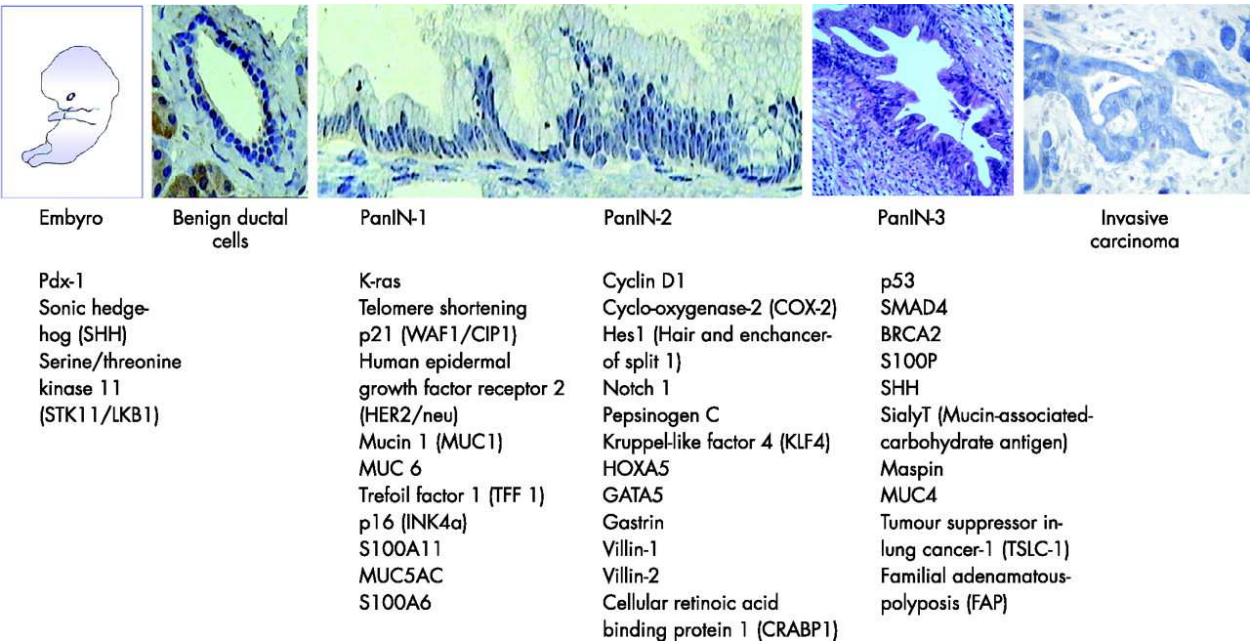 Embyro
Benign ductal
cells
PanIN-1
PanIN-2
PanIN-3
Invasive
carcinoma
Pdx-1
Sonic hedge-
hog (SHH)
Serine/threonine
kinase 11
(STK11/LKB1)
K-ras
Telomere shortening
p21 (WAF1/CIP1)
Human epidermal
growth factor receptor 2
(HER2/neu)
Mucin 1 (MUC1)
MUC 6
Trefoil factor 1 (TFF 1)
p16 (INK4a)
S100A11
MUC5AC
S100A6
Cyclin D1
Cyclo-oxygenase-2 (COX-2)
Hes1 (Hair and enchancer-
of split 1)
Notch 1
Pepsinogen C
Kruppel-like factor 4 (KLF4)
HOXA5
GATA5
Gastrin
Villin-1
Villin-2
Cellular retinoic acid
binding protein 1 (CRABP1)
p53
SMAD4
BRCA2
S100P
SHH
SialyT (Mucin-associated-
carbohydrate antigen)
Maspin
MUC4
Tumour suppressor in-
lung cancer-1 (TSLC-1)
Familial adenamatous-
polyposis (FAP)